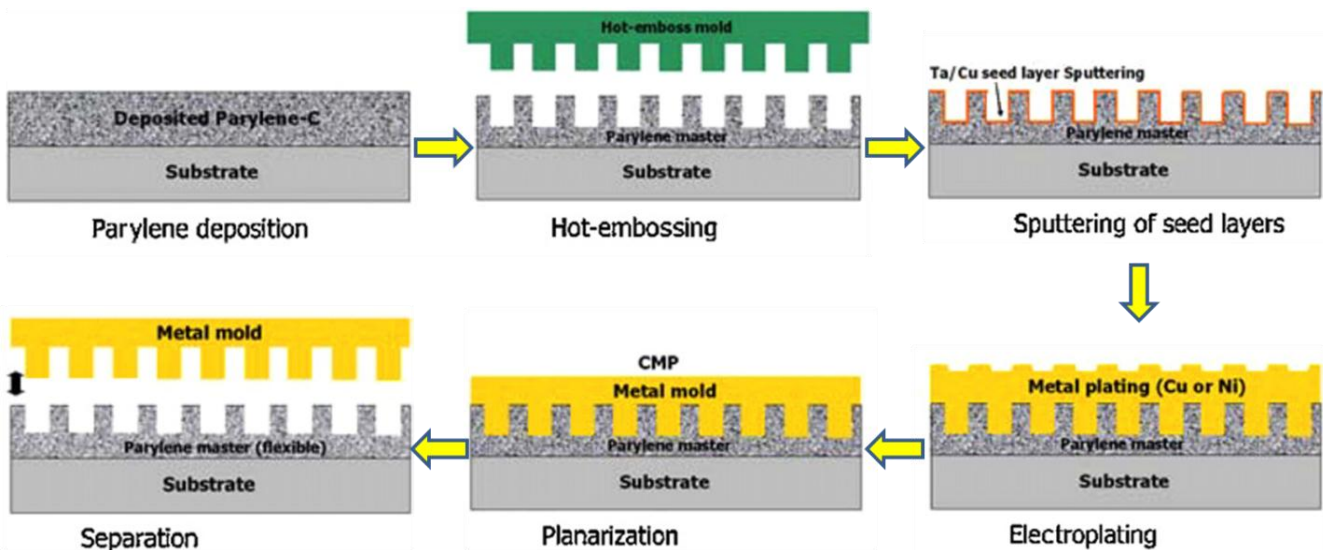 Deposited Parylene-C
Substrate
Parylene deposition
Hot-emboss mold
Parylene master
Substrate
Hot-embossing
Ta/Cu seed layer Sputtering
Parylene master
Substrate
Sputtering of seed layers
Metal mold
Parylene master (flexible)
Substrate
Separation
CMP
Metal mold
Parylene master
Substrate
Planarization
Metal plating (Cu or Ni)
Parylene master
Substrate
Electroplating